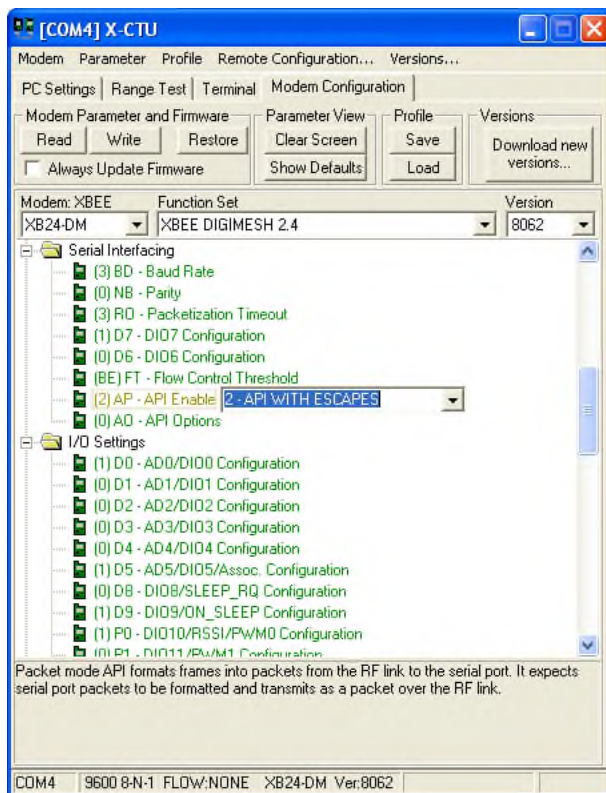 [COM4] X-CTU
Modem Parameter Profile Remote Configuration... Versions...
PC Settings Range Test Terminal Modem Configuration
Modem Parameter and Firmware Parameter View Profile Versions
Read Write Restore Clear Screen Save Download new versions...
Always Update Firmware Show Defaults Load
Modem: XBEE Function Set Version
XB24-DM XBEE DIGIMESH 2.4 8062
Serial Interfacing
(3) BD - Baud Rate
(0) NB - Parity
(3) RO - Packetization Timeout
(1) D7 - DIO7 Configuration
(0) D6 - DIO6 Configuration
(BE) FT - Flow Control Threshold
(2) AP - API Enable 2 - API WITH ESCAPES
(0) AO - API Options
I/O Settings
(1) D0 - AD0/DIO0 Configuration
(0) D1 - AD1/DIO1 Configuration
(0) D2 - AD2/DIO2 Configuration
(0) D3 - AD3/DIO3 Configuration
(0) D4 - AD4/DIO4 Configuration
(1) D5 - AD5/DIO5/Assoc. Configuration
(0) D8 - DIO8/SLEEP_RQ Configuration
(1) D9 - DIO9/ON_SLEEP Configuration
(1) P0 - DIO10/RSSI/PWM0 Configuration
(0) P1 - DIO11/PWM1 Configuration
Packet mode API formats frames into packets from the RF link to the serial port. It expects
serial port packets to be formatted and transmits as a packet over the RF link.
COM4 9600 8-N-1 FLOW:NONE XB24-DM Ver:8062